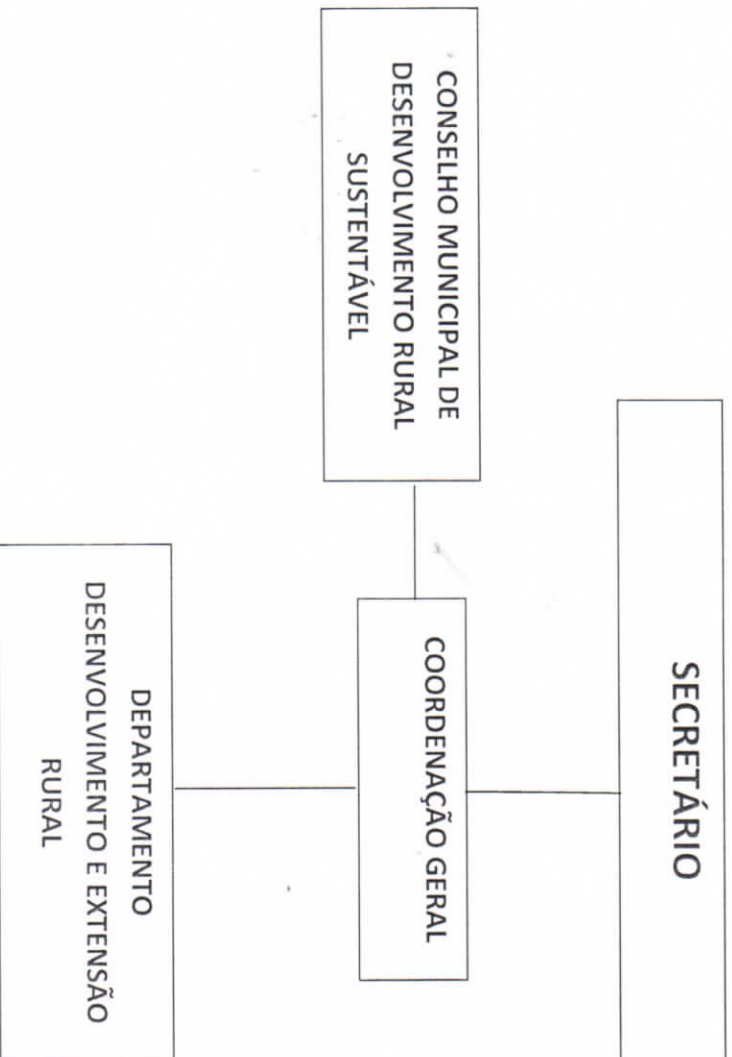 SECRETÁRIO
CONSELHO MUNICIPAL DE
DESENVOLVIMENTO RURAL
SUSTENTÁVEL
COORDENAÇÃO GERAL
DEPARTAMENTO
DESENVOLVIMENTO E EXTENSÃO
RURAL